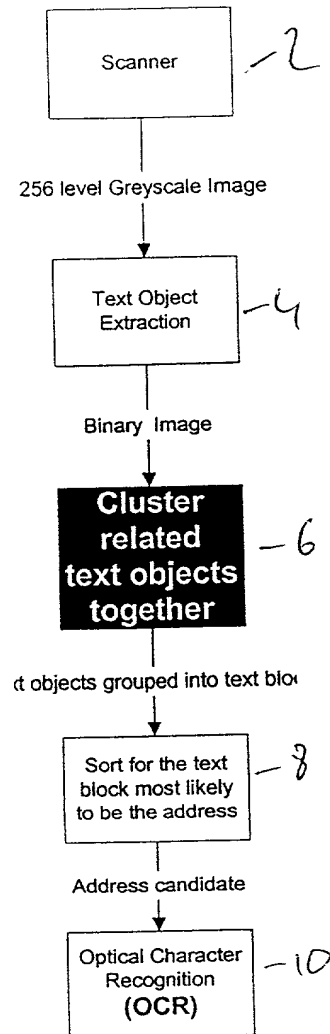 Scanner
-2
256 level Greyscale Image
Text Object
Extraction
-4
Binary Image
Cluster
related
text objects
together
-6
xt objects grouped into text bloc
Sort for the text
block most likely
to be the address
-8
Address candidate
Optical Character
Recognition
(OCR)
-10